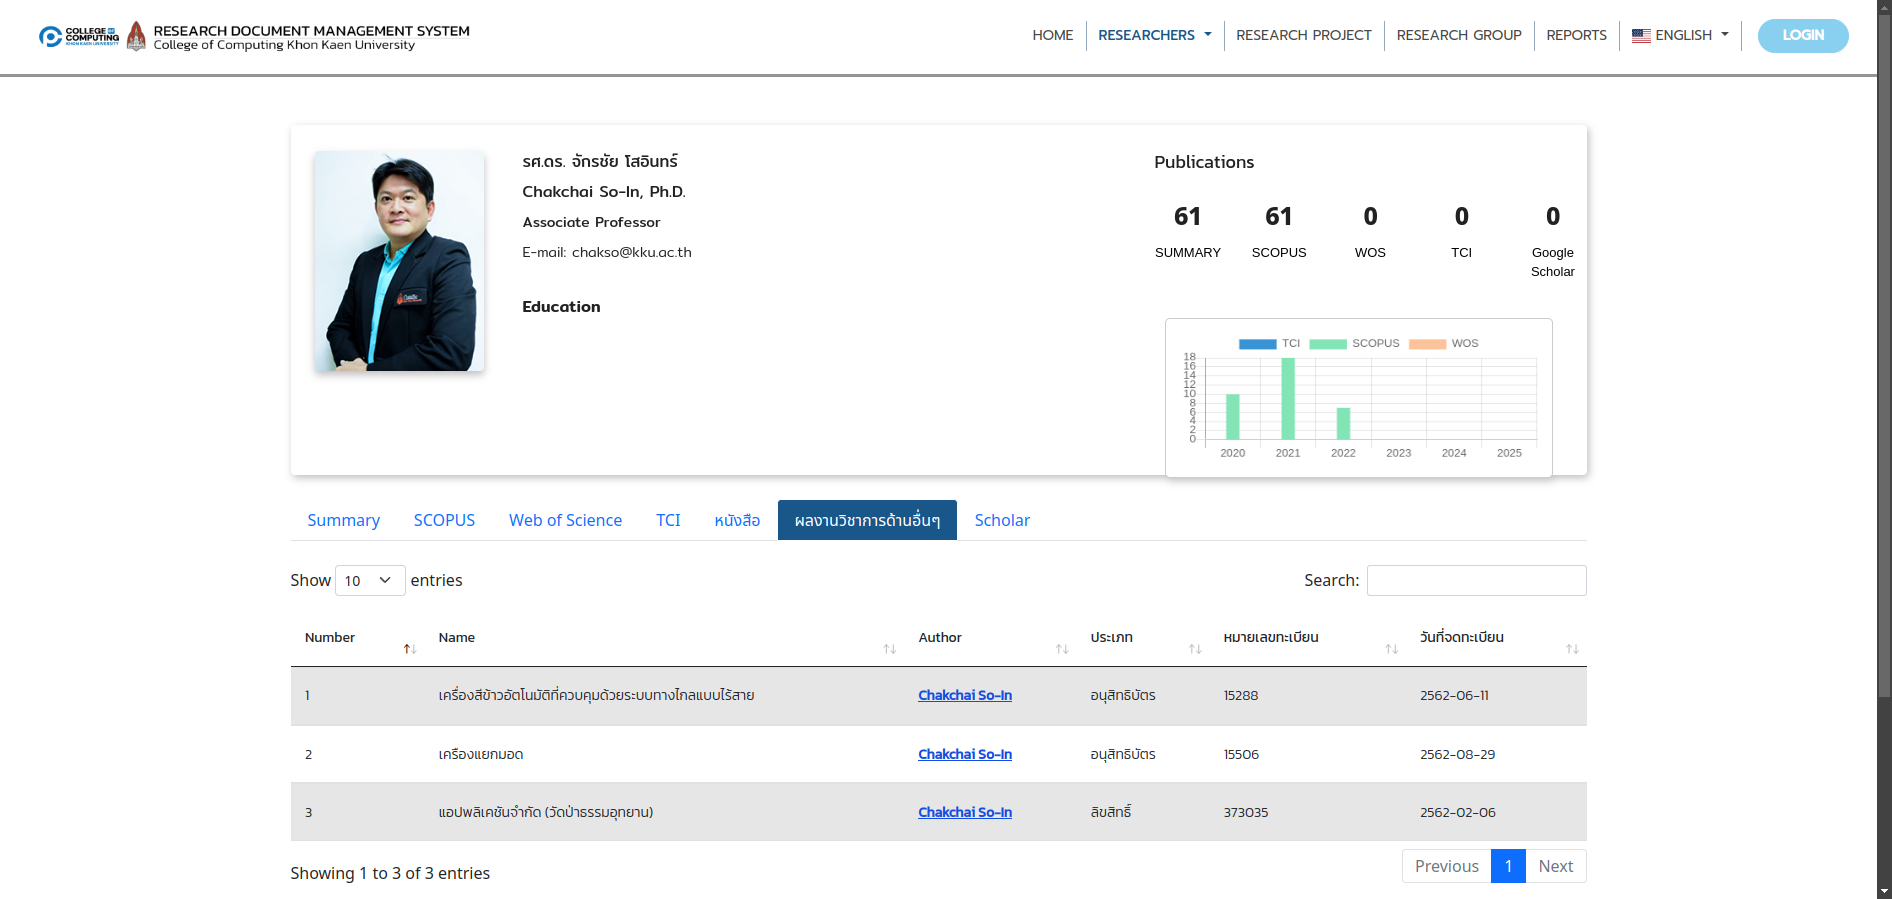 COLLEGE OF
COMPUTING
KHON KAEN UNIVERSITY
RESEARCH DOCUMENT MANAGEMENT SYSTEM
College of Computing Khon Kaen University
HOME
RESEARCHERS
RESEARCH PROJECT
RESEARCH GROUP
REPORTS
ENGLISH
LOGIN
รศ.ดร. จักรชัย โสอินทร์
Chakchai So-In, Ph.D.
Associate Professor
E-mail: chakso@kku.ac.th
Education
Publications
61 61 0 0 0
SUMMARY SCOPUS WOS TCI Google Scholar
TCI SCOPUS WOS
18
16
14
12
10
8
6
4
2
0
2020 2021 2022 2023 2024 2025
Summary SCOPUS Web of Science TCI หนังสือ ผลงานวิชาการด้านอื่นๆ Scholar
Show 10 entries
Search:
Number Name Author ประเภท หมายเลขทะเบียน วันที่จดทะเบียน
1 เครื่องสีข้าวอัตโนมัติที่ควบคุมด้วยระบบทางไกลแบบไร้สาย Chakchai So-In อนุสิทธิบัตร 15288 2562-06-11
2 เครืองแยกมอด Chakchai So-In อนุสิทธิบัตร 15506 2562-08-29
3 แอปพลิเคชันจำกัด (วัดป่าธรรมอุทยาน) Chakchai So-In ลิขสิทธิ์ 373035 2562-02-06
Showing 1 to 3 of 3 entries
Previous 1 Next